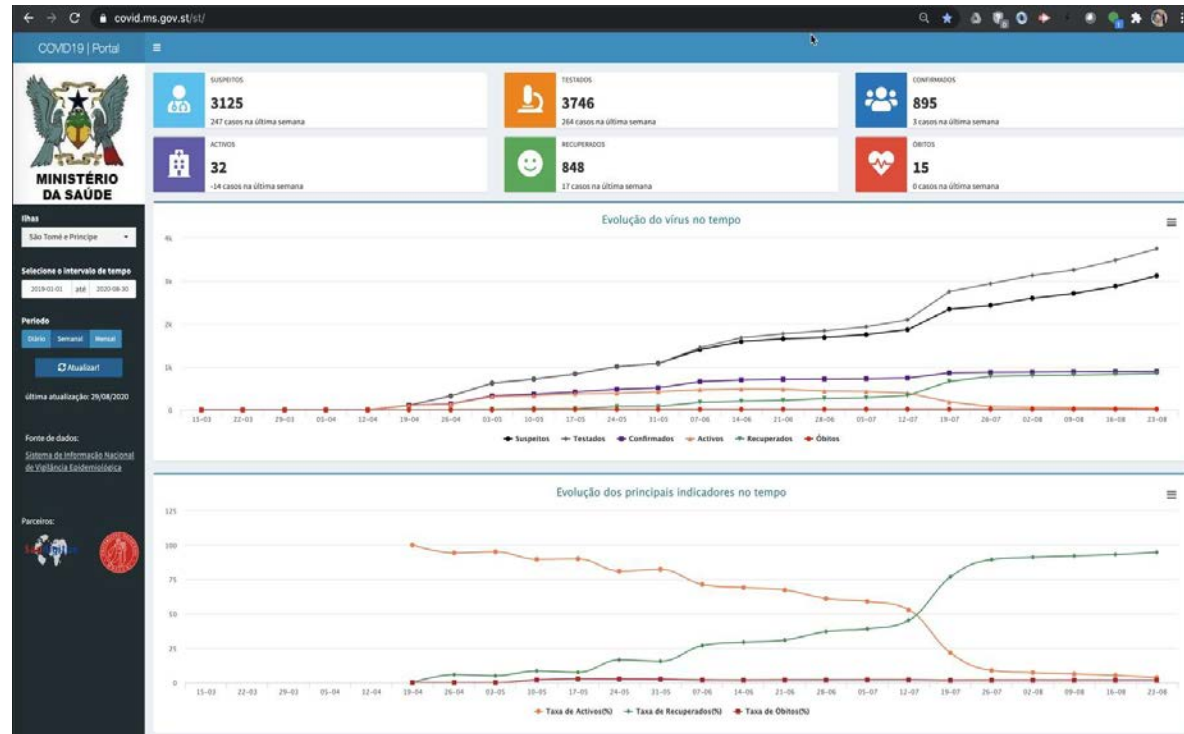 covid.ms.gov.st/st/
COVID19 | Portal
MINISTÉRIO
DA SAÚDE
Ilhas
São Tomé e Príncipe
Selecione o intervalo de tempo
2019-01-01 até 2020-08-30
Período
Diário Semanal Mensal
Atualizar!
última atualização: 29/08/2020
Fonte de dados:
Sistema de Informação Nacional
de Vigilância Epidemiológica
Parceiros:
SUSPEITOS
3125
247 casos na última semana
TESTADOS
3746
264 casos na última semana
CONFIRMADOS
895
3 casos na última semana
ACTIVOS
32
-14 casos na última semana
RECUPERADOS
848
17 casos na última semana
ÓBITOS
15
0 casos na última semana
Evolução do vírus no tempo
4k
3k
2k
1k
0
15-03 22-03 29-03 05-04 12-04 19-04 26-04 03-05 10-05 17-05 24-05 31-05 07-06 14-06 21-06 28-06 05-07 12-07 19-07 26-07 02-08 09-08 16-08 23-08
Suspeitos Testados Confirmados Activos Recuperados Óbitos
Evolução dos principais indicadores no tempo
125
100
75
50
25
0
15-03 22-03 29-03 05-04 12-04 19-04 26-04 03-05 10-05 17-05 24-05 31-05 07-06 14-06 21-06 28-06 05-07 12-07 19-07 26-07 02-08 09-08 16-08 23-08
Taxa de Activos(%) Taxa de Recuperados(%) Taxa de Óbitos(%)